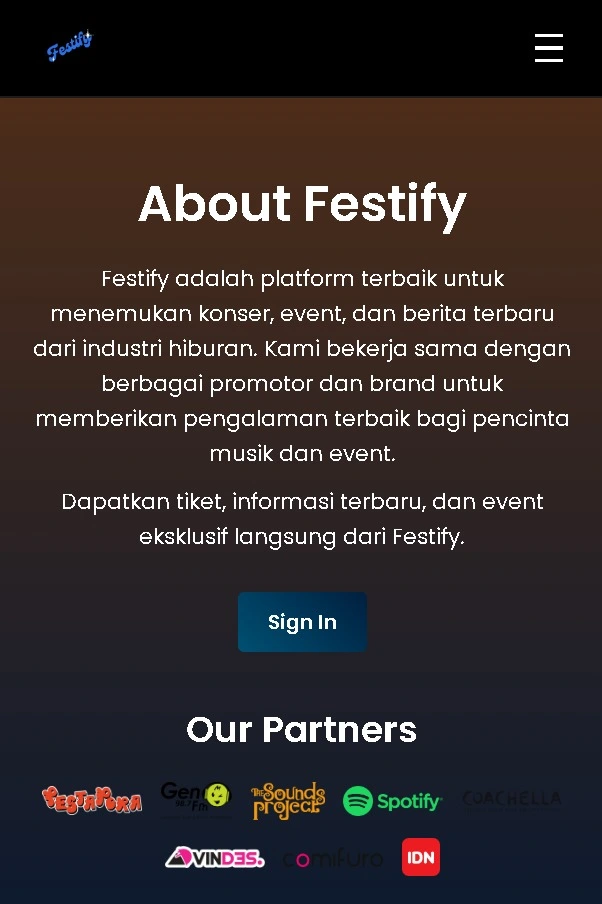 Festify
About Festify
Festify adalah platform terbaik untuk
menemukan konser, event, dan berita terbaru
dari industri hiburan. Kami bekerja sama dengan
berbagai promotor dan brand untuk
memberikan pengalaman terbaik bagi pencinta
musik dan event.
Dapatkan tiket, informasi terbaru, dan event
eksklusif langsung dari Festify.
Sign In
Our Partners
PESTAPORA Gen 98.7 Fm THE Sounds project Spotify COACHELLA
VINDES. comifuro IDN